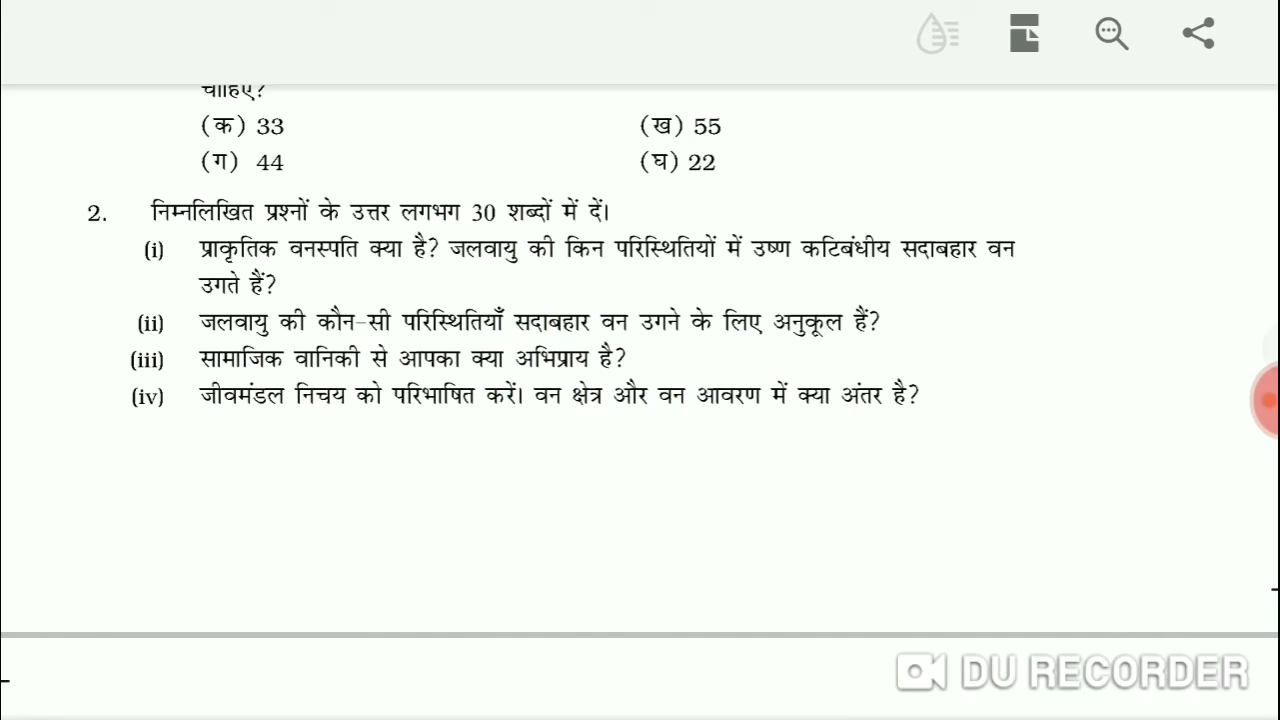 चाहिए?
(क) 33 (ख) 55
(ग) 44 (घ) 22
2. निम्नलिखित प्रश्नों के उत्तर लगभग 30 शब्दों में दें।
(i) प्राकृतिक वनस्पति क्या है? जलवायु की किन परिस्थितियों में उष्ण कटिबंधीय सदाबहार वन
उगते हैं?
(ii) जलवायु की कौन-सी परिस्थितियाँ सदाबहार वन उगने के लिए अनुकूल हैं?
(iii) सामाजिक वानिकी से आपका क्या अभिप्राय है?
(iv) जीवमंडल निचय को परिभाषित करें। वन क्षेत्र और वन आवरण में क्या अंतर है?
DU RECORDER